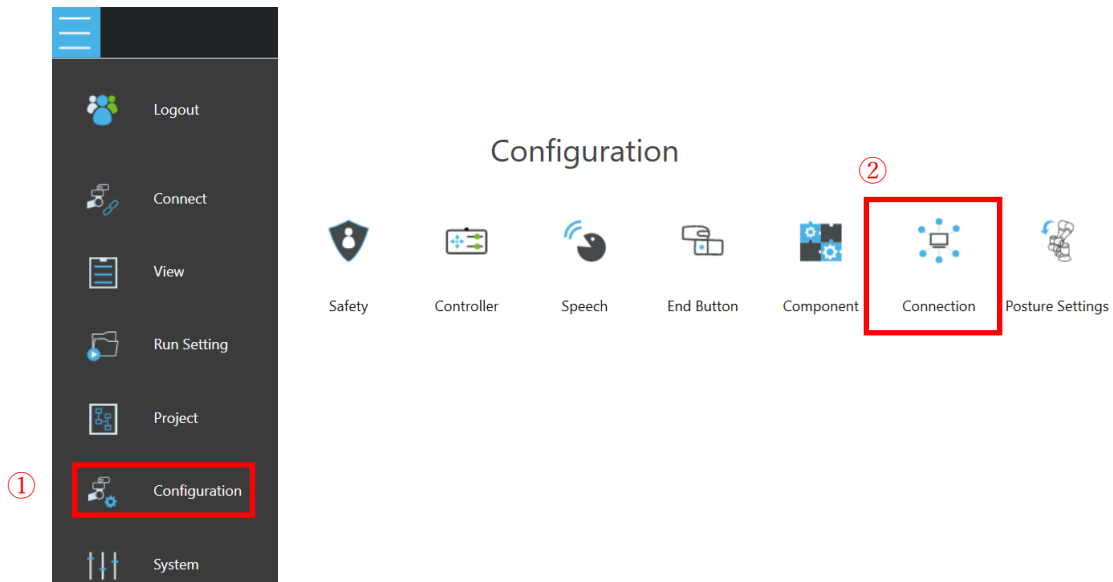 Logout
Connect
View
Run Setting
Project
① Configuration
System
Configuration
②
Safety Controller Speech End Button Component Connection Posture Settings